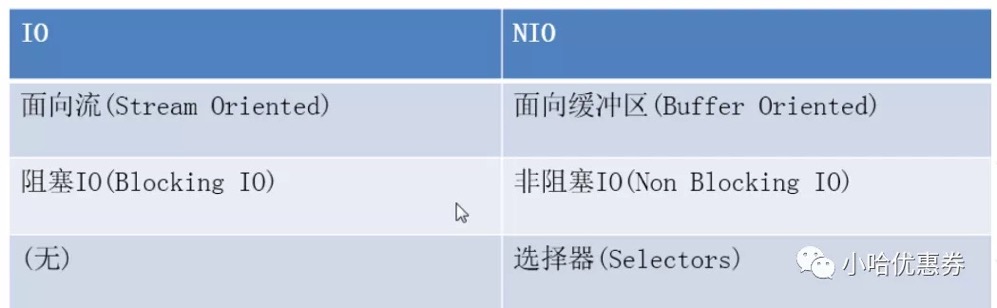 IO
NIO
面向流(Stream Oriented)
面向缓冲区(Buffer Oriented)
阻塞IO(Blocking IO)
非阻塞IO(Non Blocking IO)
(无)
选择器(Selectors)
小哈优惠券